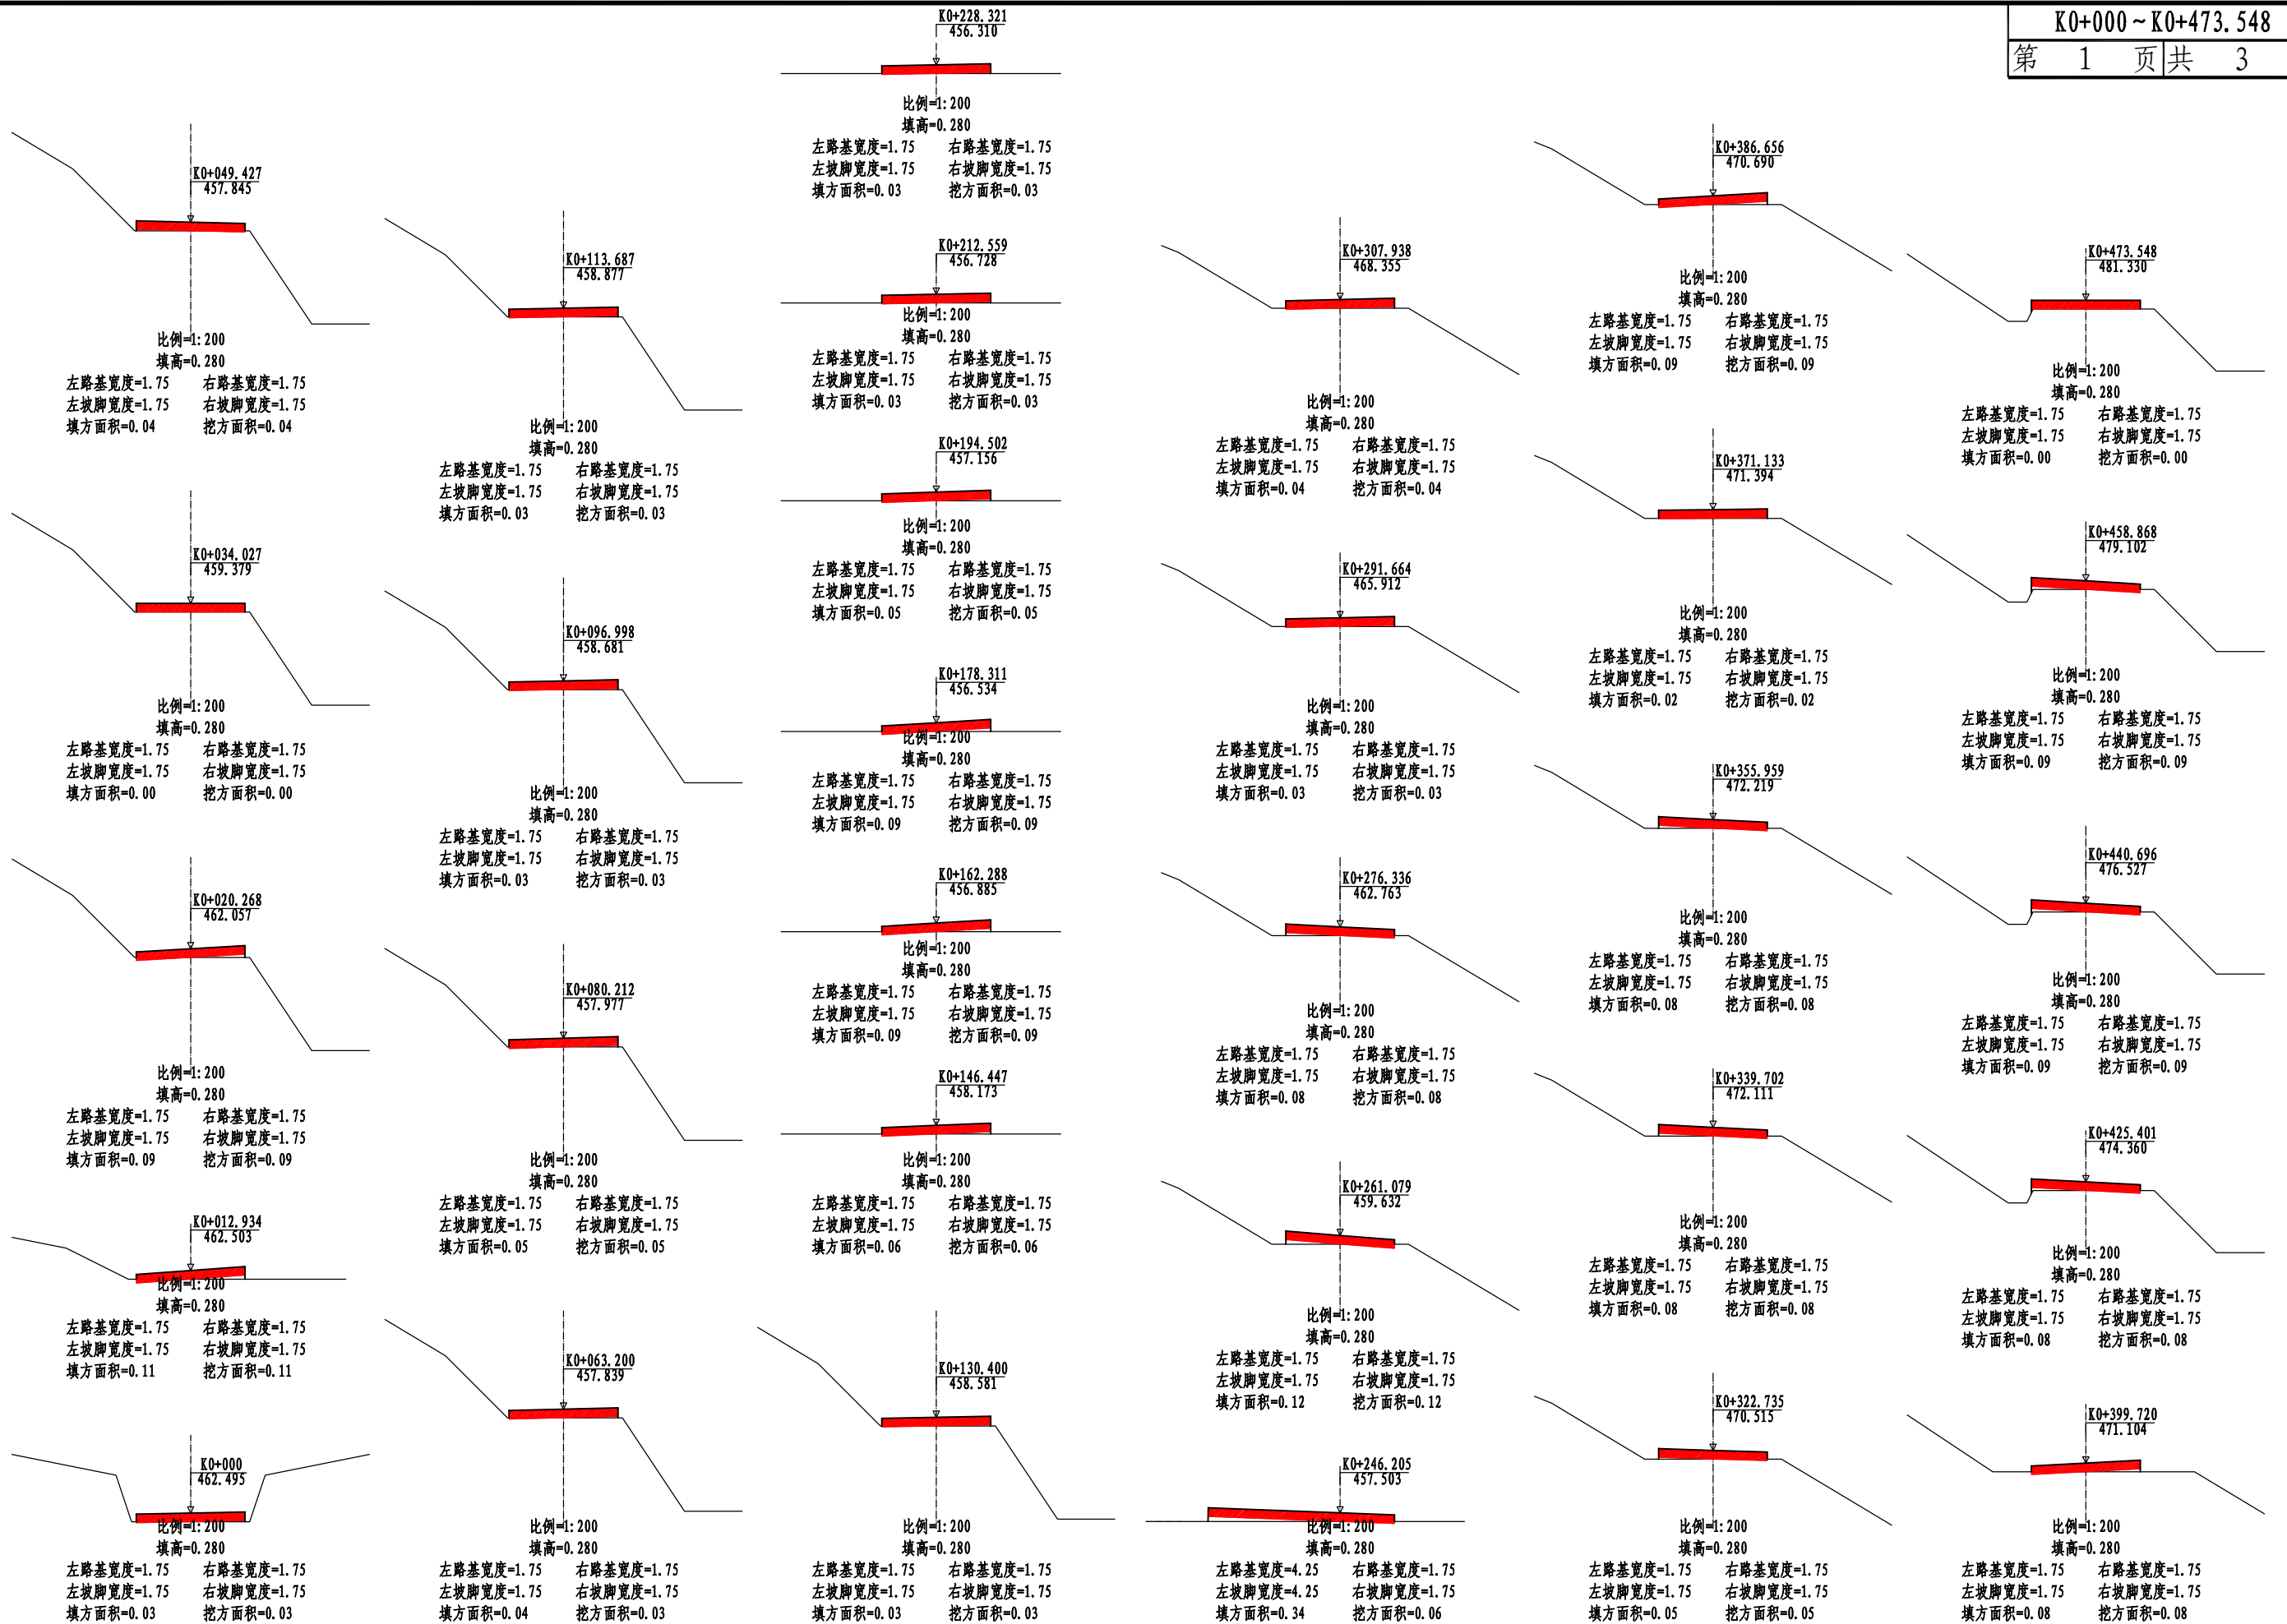 K0+000～K0+473.548
第 1 页 共 3
K0+049.427
457.845
比例=1:200
填高=0.280
左路基宽度=1.75 右路基宽度=1.75
左坡脚宽度=1.75 右坡脚宽度=1.75
填方面积=0.04 挖方面积=0.04
K0+034.027
459.379
比例=1:200
填高=0.280
左路基宽度=1.75 右路基宽度=1.75
左坡脚宽度=1.75 右坡脚宽度=1.75
填方面积=0.00 挖方面积=0.00
K0+020.268
462.057
比例=1:200
填高=0.280
左路基宽度=1.75 右路基宽度=1.75
左坡脚宽度=1.75 右坡脚宽度=1.75
填方面积=0.09 挖方面积=0.09
K0+012.934
462.503
比例=1:200
填高=0.280
左路基宽度=1.75 右路基宽度=1.75
左坡脚宽度=1.75 右坡脚宽度=1.75
填方面积=0.11 挖方面积=0.11
K0+000
462.495
比例=1:200
填高=0.280
左路基宽度=1.75 右路基宽度=1.75
左坡脚宽度=1.75 右坡脚宽度=1.75
填方面积=0.03 挖方面积=0.03
K0+113.687
458.877
比例=1:200
填高=0.280
左路基宽度=1.75 右路基宽度=1.75
左坡脚宽度=1.75 右坡脚宽度=1.75
填方面积=0.03 挖方面积=0.03
K0+096.998
458.681
比例=1:200
填高=0.280
左路基宽度=1.75 右路基宽度=1.75
左坡脚宽度=1.75 右坡脚宽度=1.75
填方面积=0.03 挖方面积=0.03
K0+080.212
457.977
比例=1:200
填高=0.280
左路基宽度=1.75 右路基宽度=1.75
左坡脚宽度=1.75 右坡脚宽度=1.75
填方面积=0.05 挖方面积=0.05
K0+063.200
457.839
比例=1:200
填高=0.280
左路基宽度=1.75 右路基宽度=1.75
左坡脚宽度=1.75 右坡脚宽度=1.75
填方面积=0.04 挖方面积=0.03
K0+228.321
456.310
比例=1:200
填高=0.280
左路基宽度=1.75 右路基宽度=1.75
左坡脚宽度=1.75 右坡脚宽度=1.75
填方面积=0.03 挖方面积=0.03
K0+212.559
456.728
比例=1:200
填高=0.280
左路基宽度=1.75 右路基宽度=1.75
左坡脚宽度=1.75 右坡脚宽度=1.75
填方面积=0.03 挖方面积=0.03
K0+194.502
457.156
比例=1:200
填高=0.280
左路基宽度=1.75 右路基宽度=1.75
左坡脚宽度=1.75 右坡脚宽度=1.75
填方面积=0.05 挖方面积=0.05
K0+178.311
456.534
比例=1:200
填高=0.280
左路基宽度=1.75 右路基宽度=1.75
左坡脚宽度=1.75 右坡脚宽度=1.75
填方面积=0.09 挖方面积=0.09
K0+162.288
456.885
比例=1:200
填高=0.280
左路基宽度=1.75 右路基宽度=1.75
左坡脚宽度=1.75 右坡脚宽度=1.75
填方面积=0.09 挖方面积=0.09
K0+146.447
458.173
比例=1:200
填高=0.280
左路基宽度=1.75 右路基宽度=1.75
左坡脚宽度=1.75 右坡脚宽度=1.75
填方面积=0.06 挖方面积=0.06
K0+130.400
458.581
比例=1:200
填高=0.280
左路基宽度=1.75 右路基宽度=1.75
左坡脚宽度=1.75 右坡脚宽度=1.75
填方面积=0.03 挖方面积=0.03
K0+307.938
468.355
比例=1:200
填高=0.280
左路基宽度=1.75 右路基宽度=1.75
左坡脚宽度=1.75 右坡脚宽度=1.75
填方面积=0.04 挖方面积=0.04
K0+291.664
465.912
比例=1:200
填高=0.280
左路基宽度=1.75 右路基宽度=1.75
左坡脚宽度=1.75 右坡脚宽度=1.75
填方面积=0.03 挖方面积=0.03
K0+276.336
462.763
比例=1:200
填高=0.280
左路基宽度=1.75 右路基宽度=1.75
左坡脚宽度=1.75 右坡脚宽度=1.75
填方面积=0.08 挖方面积=0.08
K0+261.079
459.632
比例=1:200
填高=0.280
左路基宽度=1.75 右路基宽度=1.75
左坡脚宽度=1.75 右坡脚宽度=1.75
填方面积=0.12 挖方面积=0.12
K0+246.205
457.503
比例=1:200
填高=0.280
左路基宽度=4.25 右路基宽度=1.75
左坡脚宽度=4.25 右坡脚宽度=1.75
填方面积=0.34 挖方面积=0.06
K0+386.656
470.690
比例=1:200
填高=0.280
左路基宽度=1.75 右路基宽度=1.75
左坡脚宽度=1.75 右坡脚宽度=1.75
填方面积=0.09 挖方面积=0.09
K0+371.133
471.394
比例=1:200
填高=0.280
左路基宽度=1.75 右路基宽度=1.75
左坡脚宽度=1.75 右坡脚宽度=1.75
填方面积=0.02 挖方面积=0.02
K0+355.959
472.219
比例=1:200
填高=0.280
左路基宽度=1.75 右路基宽度=1.75
左坡脚宽度=1.75 右坡脚宽度=1.75
填方面积=0.08 挖方面积=0.08
K0+339.702
472.111
比例=1:200
填高=0.280
左路基宽度=1.75 右路基宽度=1.75
左坡脚宽度=1.75 右坡脚宽度=1.75
填方面积=0.08 挖方面积=0.08
K0+322.735
470.515
比例=1:200
填高=0.280
左路基宽度=1.75 右路基宽度=1.75
左坡脚宽度=1.75 右坡脚宽度=1.75
填方面积=0.05 挖方面积=0.05
K0+473.548
481.330
比例=1:200
填高=0.280
左路基宽度=1.75 右路基宽度=1.75
左坡脚宽度=1.75 右坡脚宽度=1.75
填方面积=0.00 挖方面积=0.00
K0+458.868
479.102
比例=1:200
填高=0.280
左路基宽度=1.75 右路基宽度=1.75
左坡脚宽度=1.75 右坡脚宽度=1.75
填方面积=0.09 挖方面积=0.09
K0+440.696
476.527
比例=1:200
填高=0.280
左路基宽度=1.75 右路基宽度=1.75
左坡脚宽度=1.75 右坡脚宽度=1.75
填方面积=0.09 挖方面积=0.09
K0+425.401
474.360
比例=1:200
填高=0.280
左路基宽度=1.75 右路基宽度=1.75
左坡脚宽度=1.75 右坡脚宽度=1.75
填方面积=0.08 挖方面积=0.08
K0+399.720
471.104
比例=1:200
填高=0.280
左路基宽度=1.75 右路基宽度=1.75
左坡脚宽度=1.75 右坡脚宽度=1.75
填方面积=0.08 挖方面积=0.08